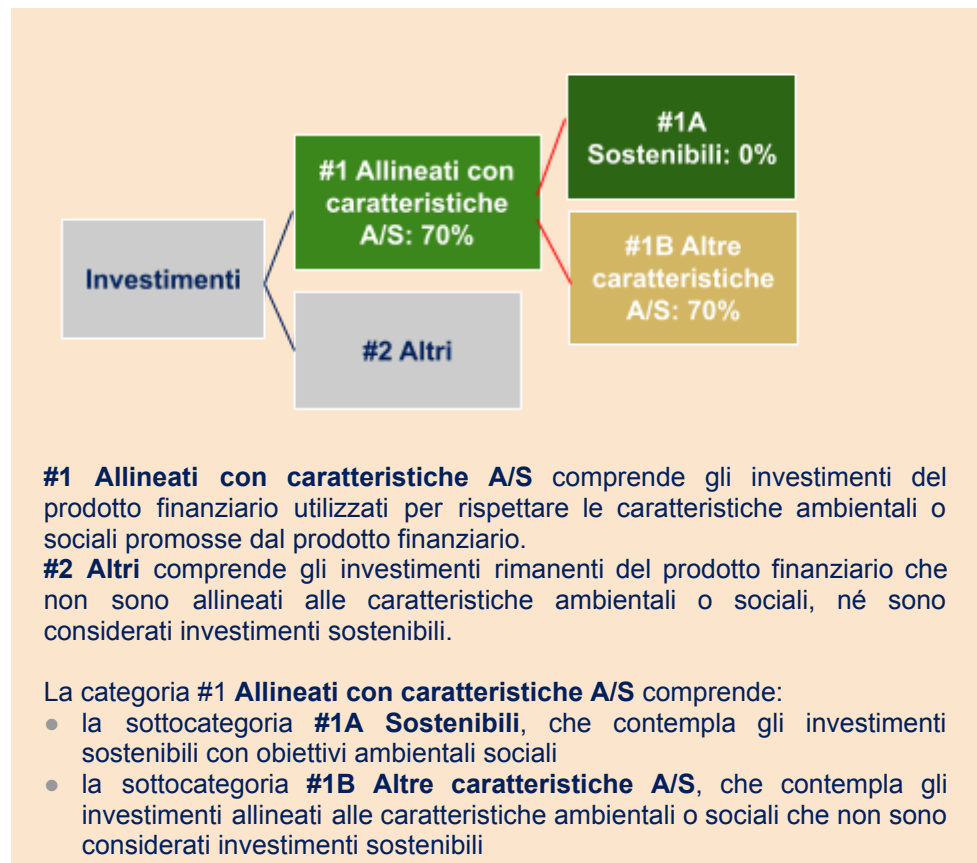 #1A
Sostenibili: 0%
#1 Allineati con
caratteristiche
A/S: 70%
#1B Altre
caratteristiche
A/S: 70%
Investimenti
#2 Altri
#1 Allineati con caratteristiche A/S comprende gli investimenti del
prodotto finanziario utilizzati per rispettare le caratteristiche ambientali o
sociali promosse dal prodotto finanziario.
#2 Altri comprende gli investimenti rimanenti del prodotto finanziario che
non sono allineati alle caratteristiche ambientali o sociali, né sono
considerati investimenti sostenibili.
La categoria #1 Allineati con caratteristiche A/S comprende:
● la sottocategoria #1A Sostenibili, che contempla gli investimenti
sostenibili con obiettivi ambientali sociali
● la sottocategoria #1B Altre caratteristiche A/S, che contempla gli
investimenti allineati alle caratteristiche ambientali o sociali che non sono
considerati investimenti sostenibili